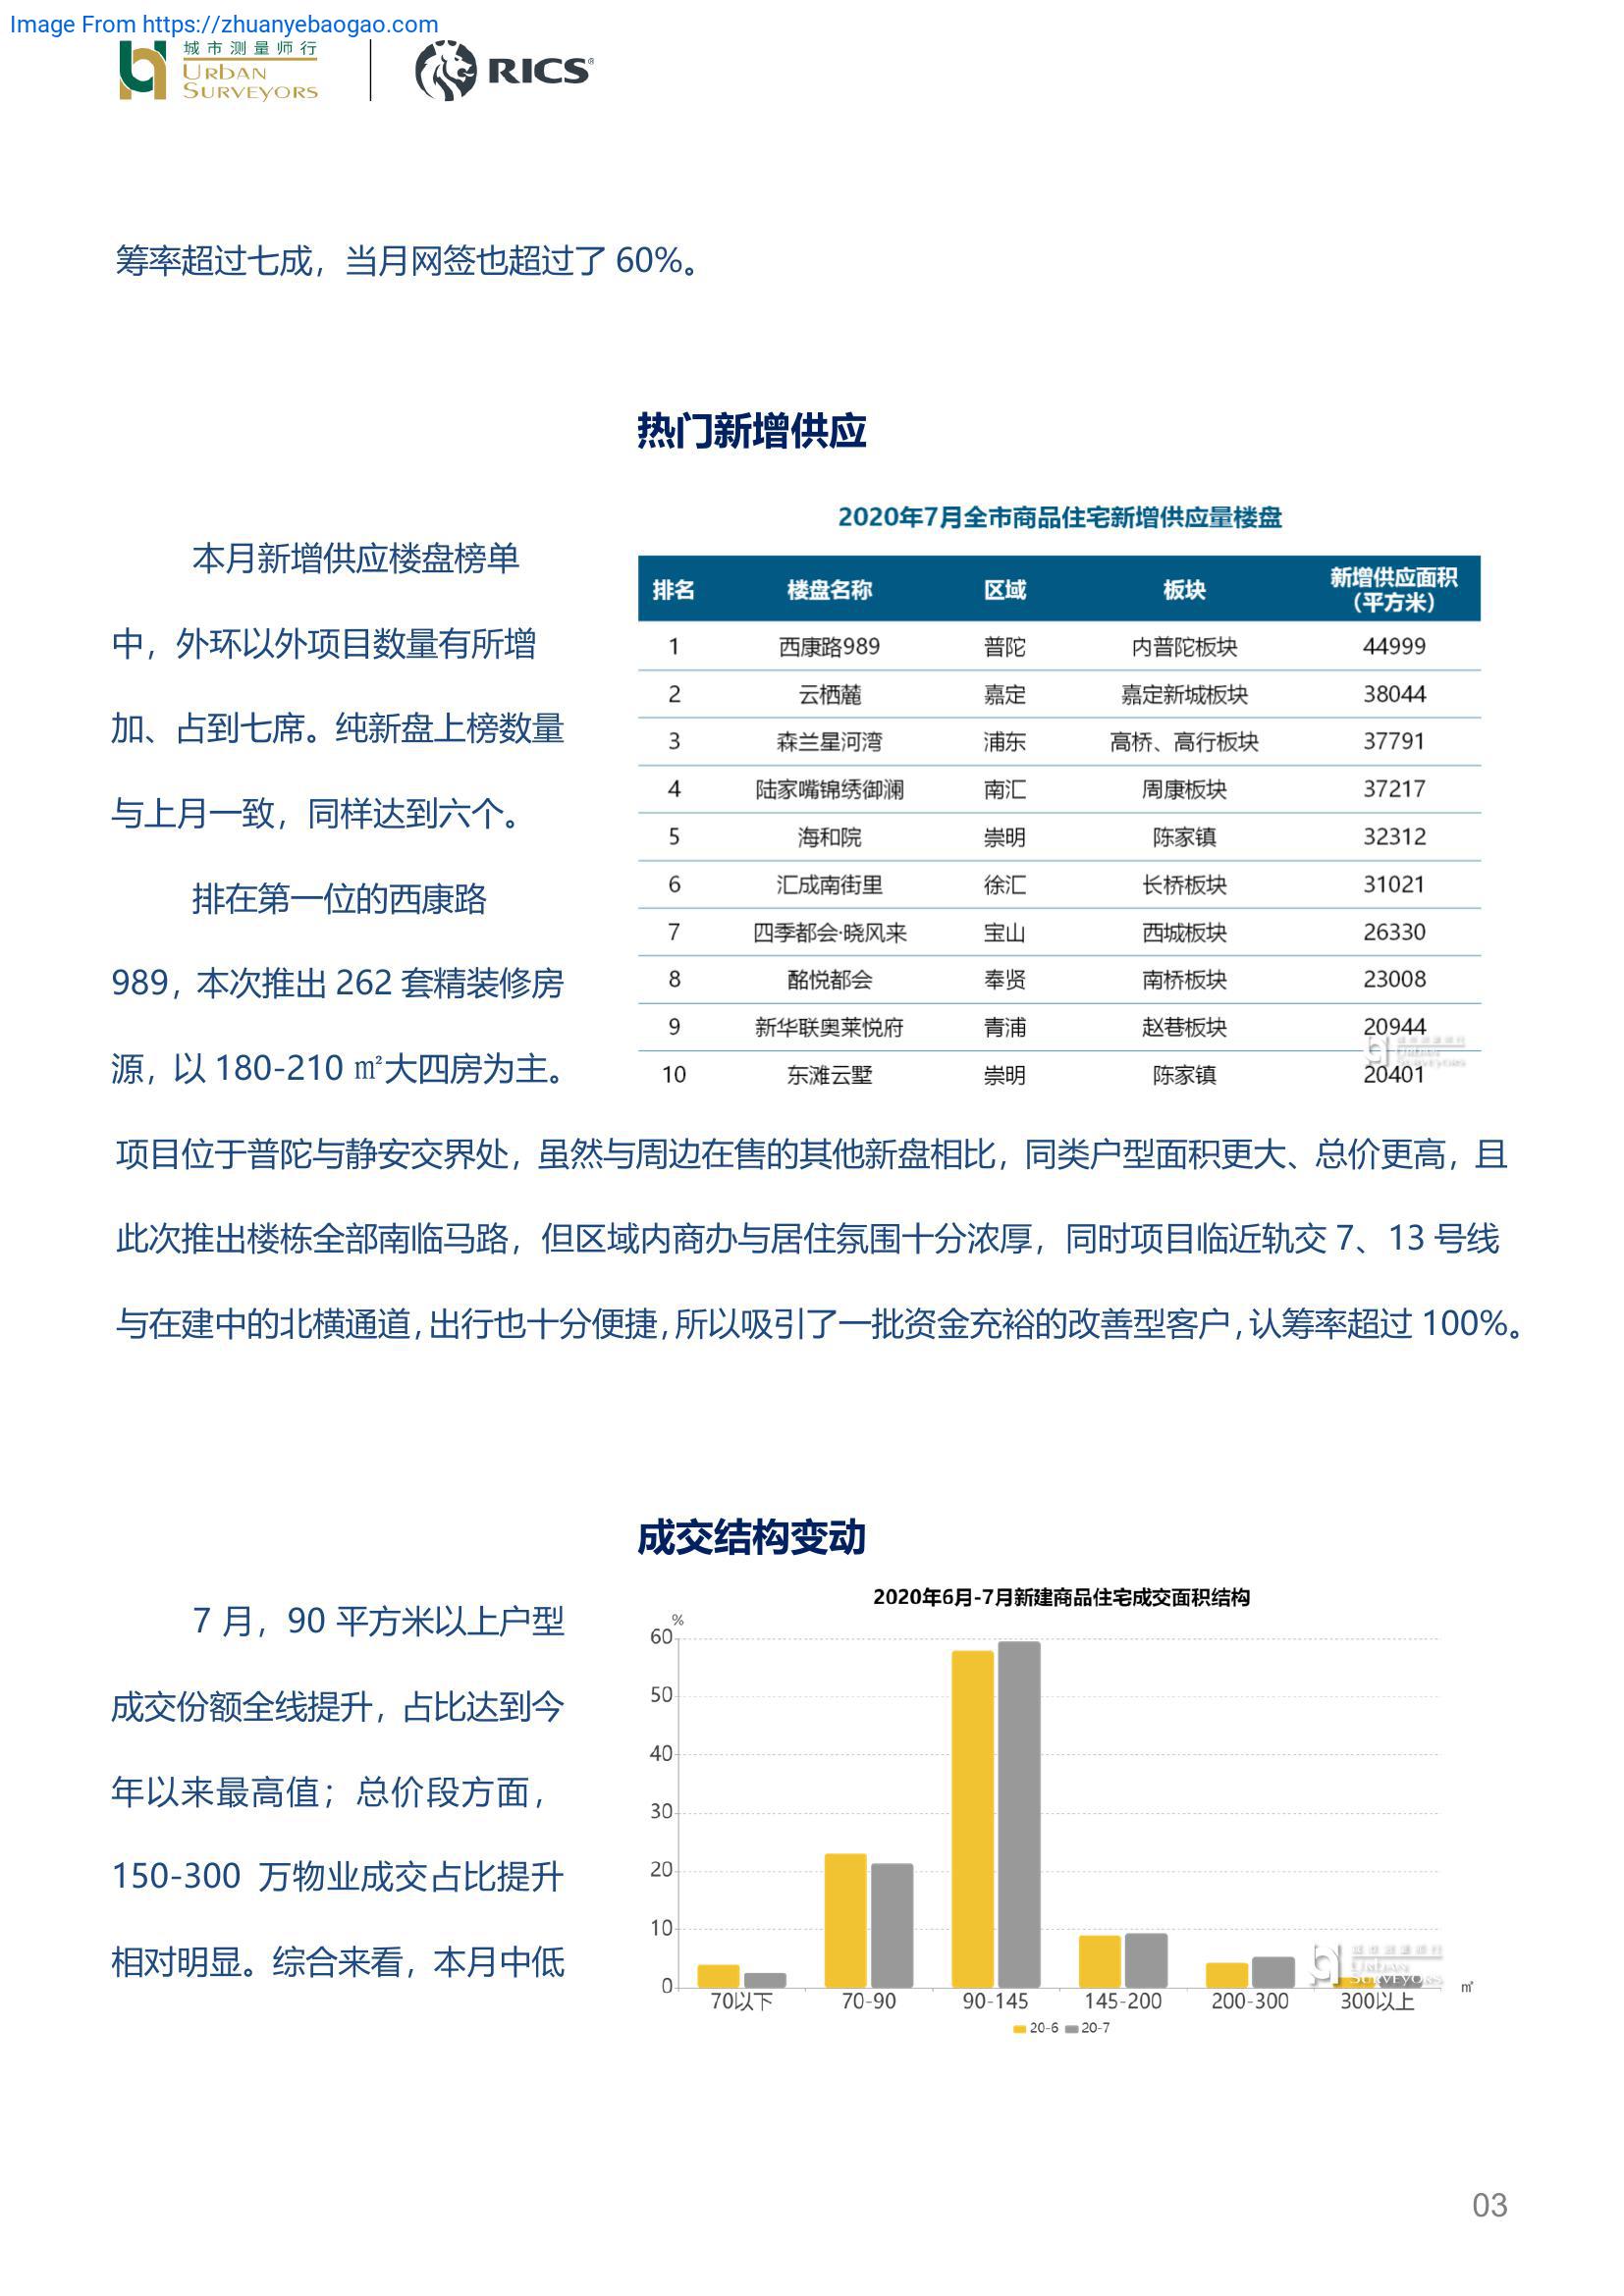 Image From https://zhuanyebaogao.com
城市测量师行
URBAN
SURVEYORS
RICS®
筹率超过七成，当月网签也超过了 60%。
热门新增供应
本月新增供应楼盘榜单
中，外环以外项目数量有所增
加、占到七席。纯新盘上榜数量
与上月一致，同样达到六个。
排在第一位的西康路
989，本次推出 262 套精装修房
源，以 180-210 ㎡大四房为主。
2020年7月全市商品住宅新增供应量楼盘
排名 楼盘名称 区域 板块 新增供应面积（平方米）
1 西康路989 普陀 内普陀板块 44999
2 云栖麓 嘉定 嘉定新城板块 38044
3 森兰星河湾 浦东 高桥、高行板块 37791
4 陆家嘴锦绣御澜 南汇 周康板块 37217
5 海和院 崇明 陈家镇 32312
6 汇成南街里 徐汇 长桥板块 31021
7 四季都会·晓风来 宝山 西城板块 26330
8 酩悦都会 奉贤 南桥板块 23008
9 新华联奥莱悦府 青浦 赵巷板块 20944
10 东滩云墅 崇明 陈家镇 20401
项目位于普陀与静安交界处，虽然与周边在售的其他新盘相比，同类户型面积更大、总价更高，且
此次推出楼栋全部南临马路，但区域内商办与居住氛围十分浓厚，同时项目临近轨交 7、13 号线
与在建中的北横通道，出行也十分便捷，所以吸引了一批资金充裕的改善型客户，认筹率超过 100%。
成交结构变动
7 月，90 平方米以上户型
成交份额全线提升，占比达到今
年以来最高值；总价段方面，
150-300 万物业成交占比提升
相对明显。综合来看，本月中低
2020年6月-7月新建商品住宅成交面积结构
%
60
50
40
30
20
10
0
70以下 70-90 90-145 145-200 200-300 300以上 ㎡
20-6 20-7
城市测量师行
URBAN
SURVEYORS
03